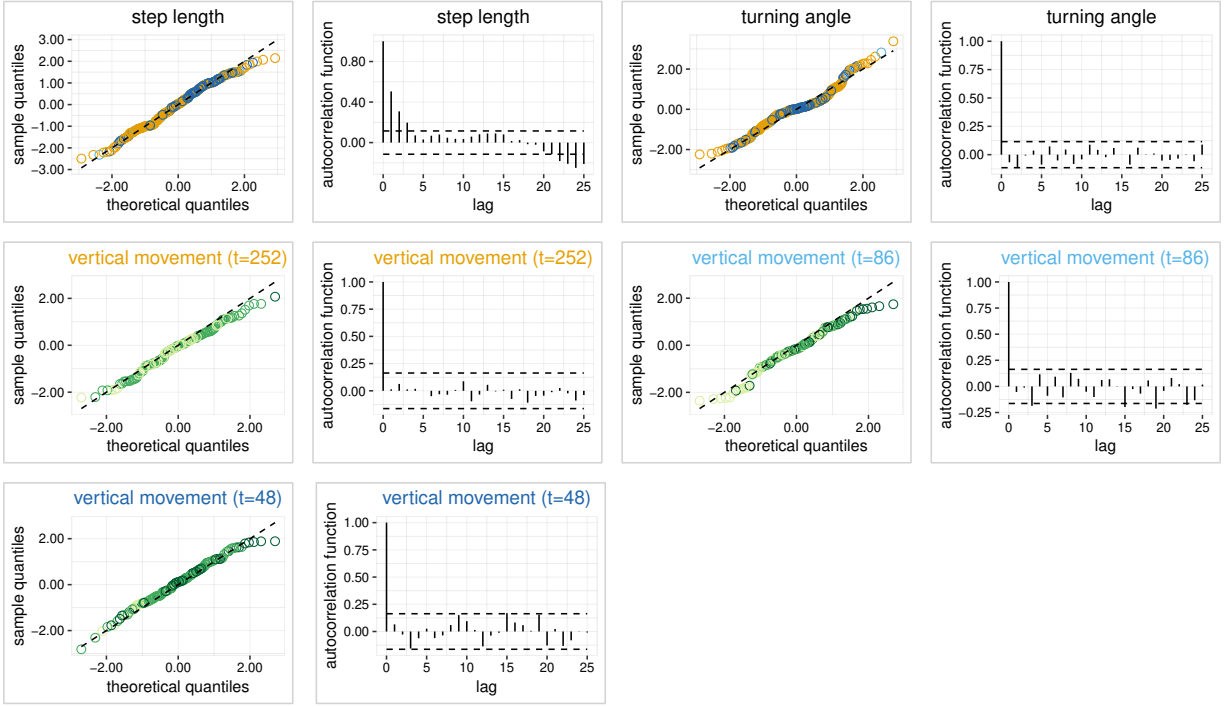 step length
sample quantiles
3.00
2.00
1.00
0.00
−1.00
−2.00
−3.00
−2.00 0.00 2.00
theoretical quantiles
step length
autocorrelation function
0.80
0.40
0.00
0 5 10 15 20 25
lag
turning angle
sample quantiles
2.00
0.00
−2.00
−2.00 0.00 2.00
theoretical quantiles
turning angle
autocorrelation function
1.00
0.75
0.50
0.25
0.00
0 5 10 15 20 25
lag
vertical movement (t=252)
sample quantiles
2.00
0.00
−2.00
−2.00 0.00 2.00
theoretical quantiles
vertical movement (t=252)
autocorrelation function
1.00
0.75
0.50
0.25
0.00
0 5 10 15 20 25
lag
vertical movement (t=86)
sample quantiles
2.00
0.00
−2.00
−2.00 0.00 2.00
theoretical quantiles
vertical movement (t=86)
autocorrelation function
1.00
0.75
0.50
0.25
0.00
−0.25
0 5 10 15 20 25
lag
vertical movement (t=48)
sample quantiles
2.00
0.00
−2.00
−2.00 0.00 2.00
theoretical quantiles
vertical movement (t=48)
autocorrelation function
1.00
0.75
0.50
0.25
0.00
0 5 10 15 20 25
lag